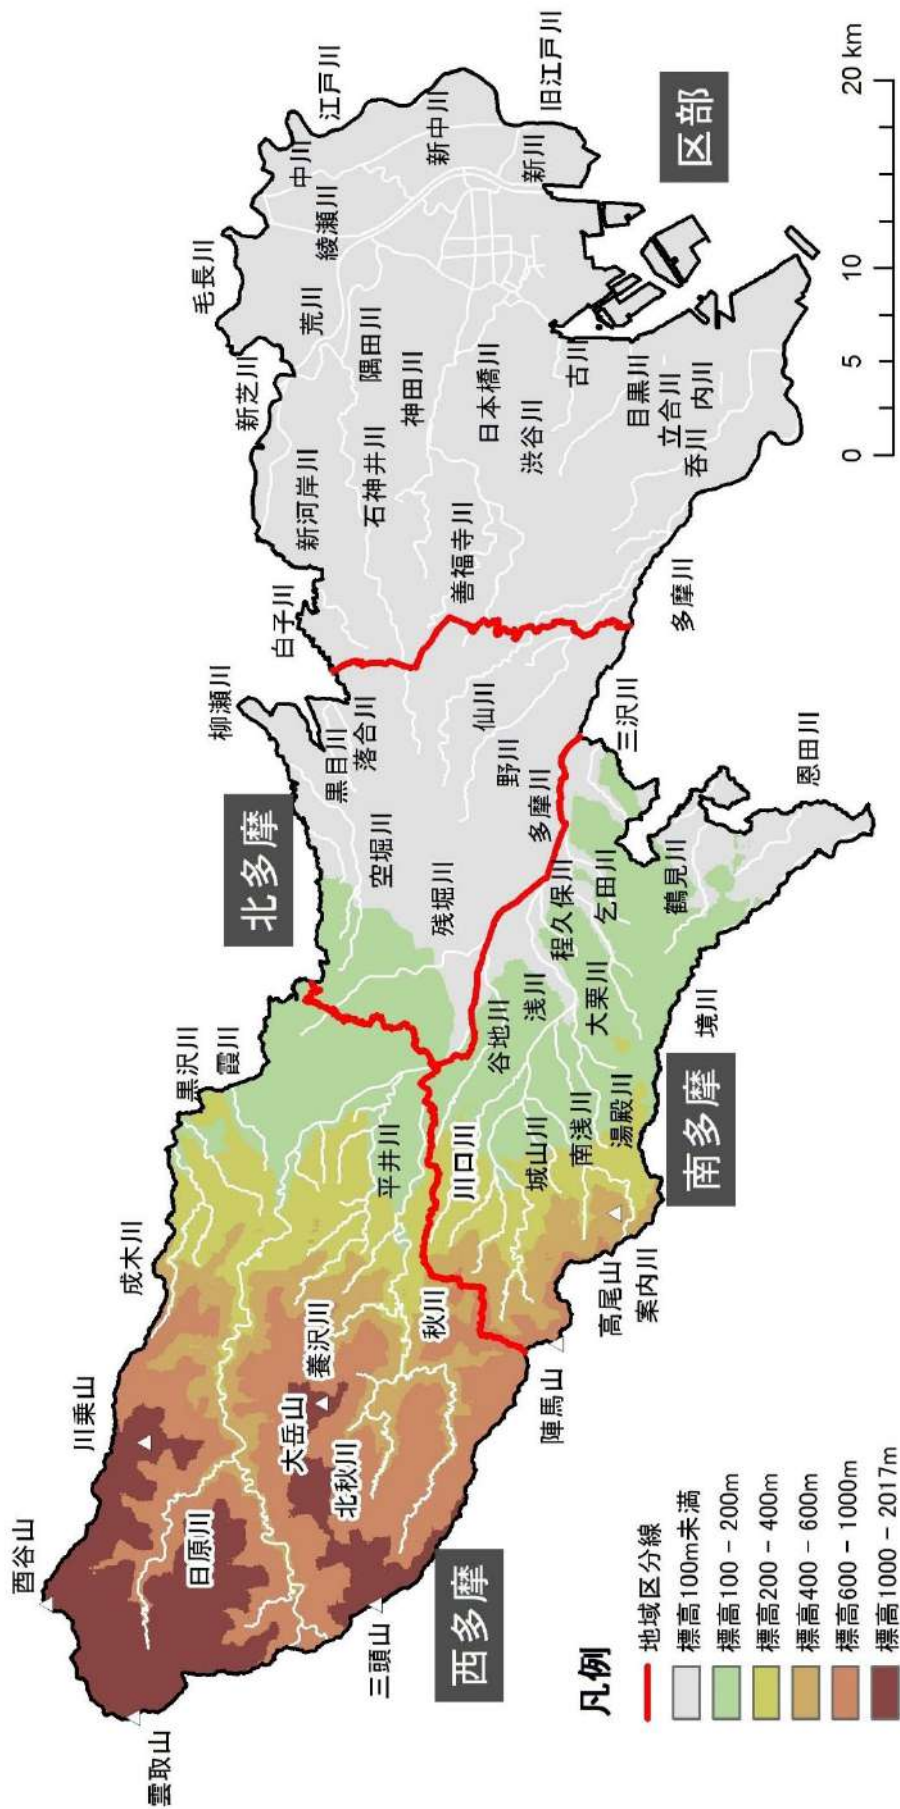 雲取山
酉谷山
川乗山
成木川
黒沢川
霞川
日原川
大岳山
養沢川
北秋川
秋川
平井川
三頭山
西多摩
陣馬山
高尾山
案内川
川口川
城山川
南浅川
湯殿川
南多摩
谷地川
浅川
大栗川
程久保川
乞田川
鶴見川
境川
恩田川
三沢川
多摩川
北多摩
柳瀬川
黒目川
落合川
空堀川
残堀川
野川
仙川
多摩川
白子川
新河岸川
新芝川
毛長川
石神井川
善福寺川
荒川
隅田川
神田川
日本橋川
渋谷川
古川
目黒川
立合川
内川
呑川
中川
綾瀬川
江戸川
新中川
新川
旧江戸川
区部
凡例
地域区分線
標高100m未満
標高100-200m
標高200-400m
標高400-600m
標高600-1000m
標高1000-2017m
0 5 10 20 km